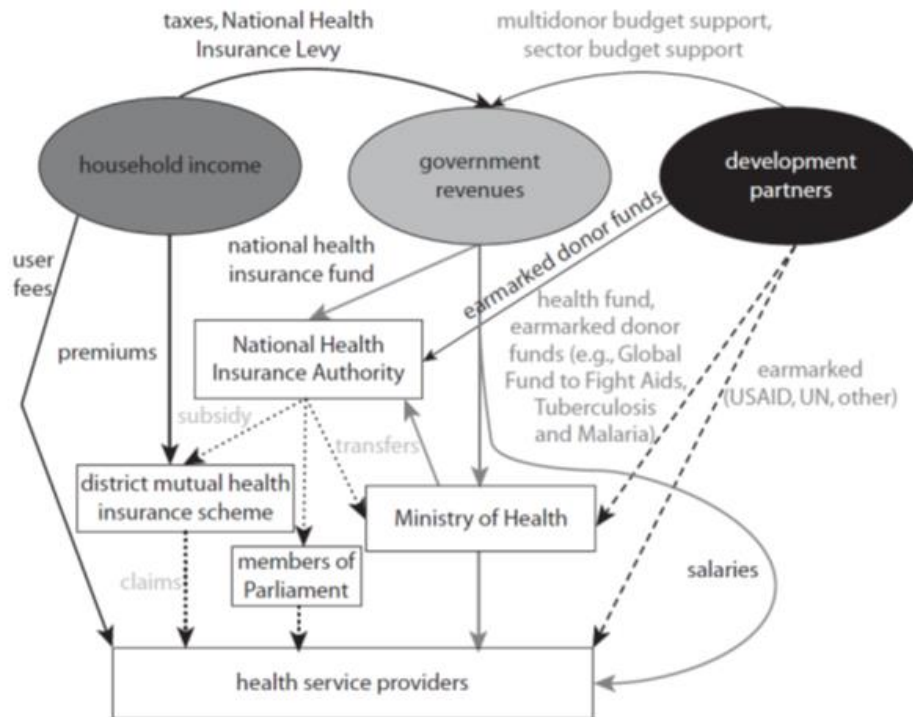 taxes, National Health
Insurance Levy
multidonor budget support,
sector budget support
household income
government
revenues
development
partners
user
fees
national health
insurance fund
earmarked donor funds
premiums
National Health
Insurance Authority
health fund,
earmarked donor
funds (e.g., Global
Fund to Fight Aids,
Tuberculosis
and Malaria)
earmarked
(USAID, UN, other)
subsidy
transfers
district mutual health
insurance scheme
Ministry of Health
members of
Parliament
claims
salaries
health service providers